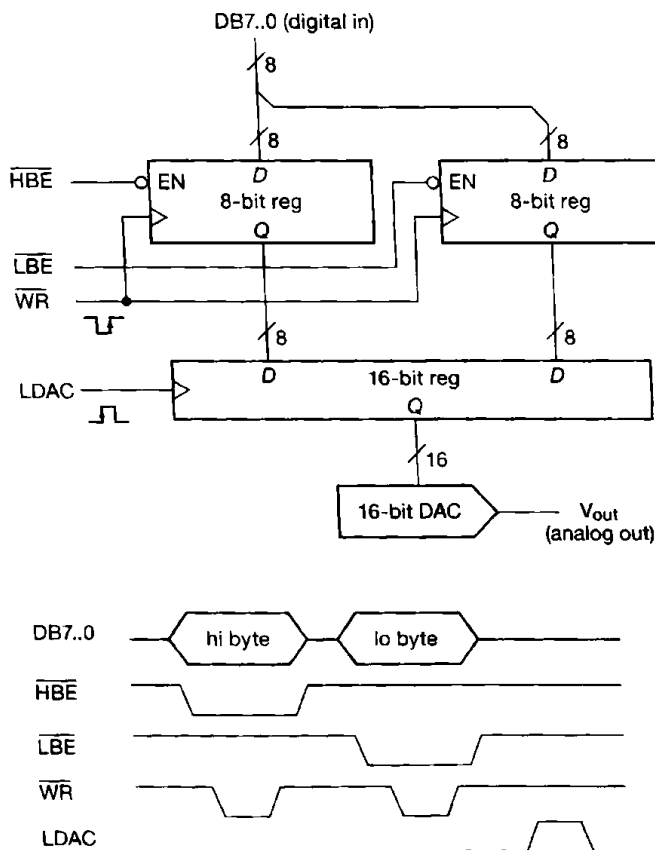 DB7..0 (digital in)
8
8
8
HBE
EN
D
8-bit reg
Q
EN
D
8-bit reg
Q
LBE
WR
8
8
LDAC
D
16-bit reg
D
Q
16
16-bit DAC
Vout
(analog out)
DB7..0
hi byte
lo byte
HBE
LBE
WR
LDAC